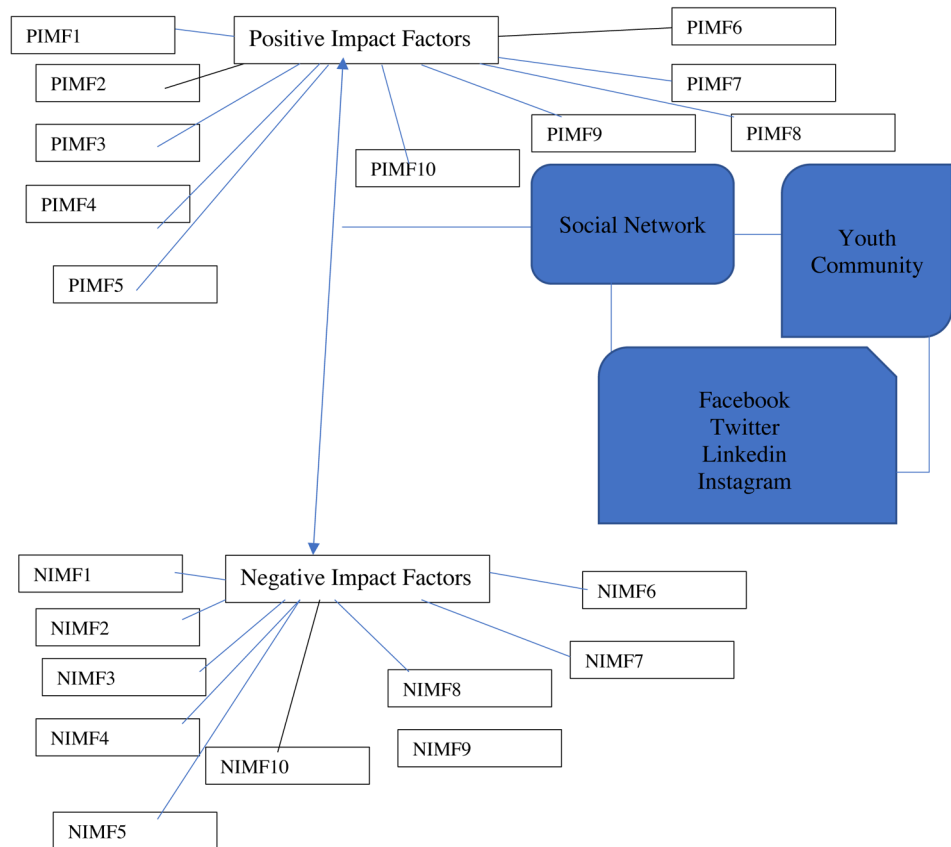 PIMF1
Positive Impact Factors
PIMF6
PIMF2
PIMF7
PIMF3
PIMF9
PIMF8
PIMF10
PIMF4
Social Network
Youth
Community
PIMF5
Facebook
Twitter
Linkedin
Instagram
NIMF1
Negative Impact Factors
NIMF6
NIMF2
NIMF3
NIMF7
NIMF8
NIMF4
NIMF9
NIMF10
NIMF5